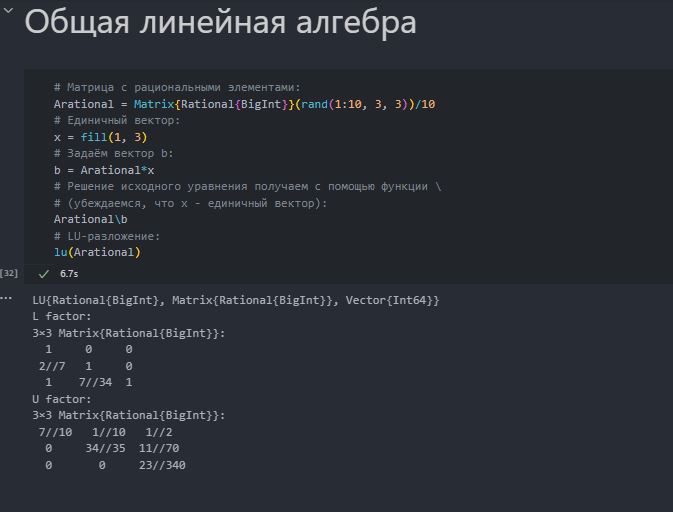 Общая линейная алгебра
# Матрица с рациональными элементами:
Arational = Matrix{Rational{BigInt}}(rand(1:10, 3, 3))/10
# Единичный вектор:
x = fill(1, 3)
# Задаём вектор b:
b = Arational*x
# Решение исходного уравнения получаем с помощью функции \
# (убеждаемся, что x - единичный вектор):
Arational\b
# LU-разложение:
lu(Arational)
[32] 6.7s
LU{Rational{BigInt}, Matrix{Rational{BigInt}}, Vector{Int64}}
L factor:
3×3 Matrix{Rational{BigInt}}:
1 0 0
2//7 1 0
1 7//34 1
U factor:
3×3 Matrix{Rational{BigInt}}:
7//10 1//10 1//2
0 34//35 11//70
0 0 23//340